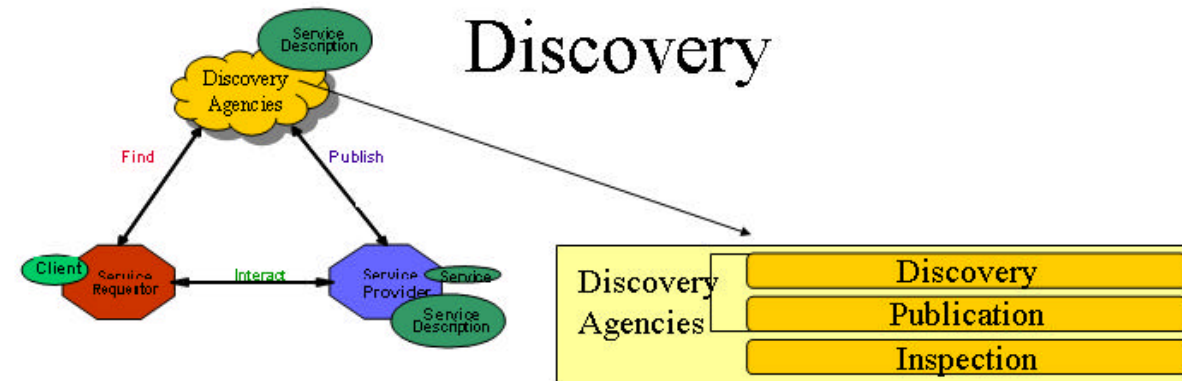 Discovery
Service
Description
Discovery
Agencies
Find
Publish
Client
Service
Requestor
Interact
Service
Provider
Service
Service
Description
Discovery
Agencies
Discovery
Publication
Inspection